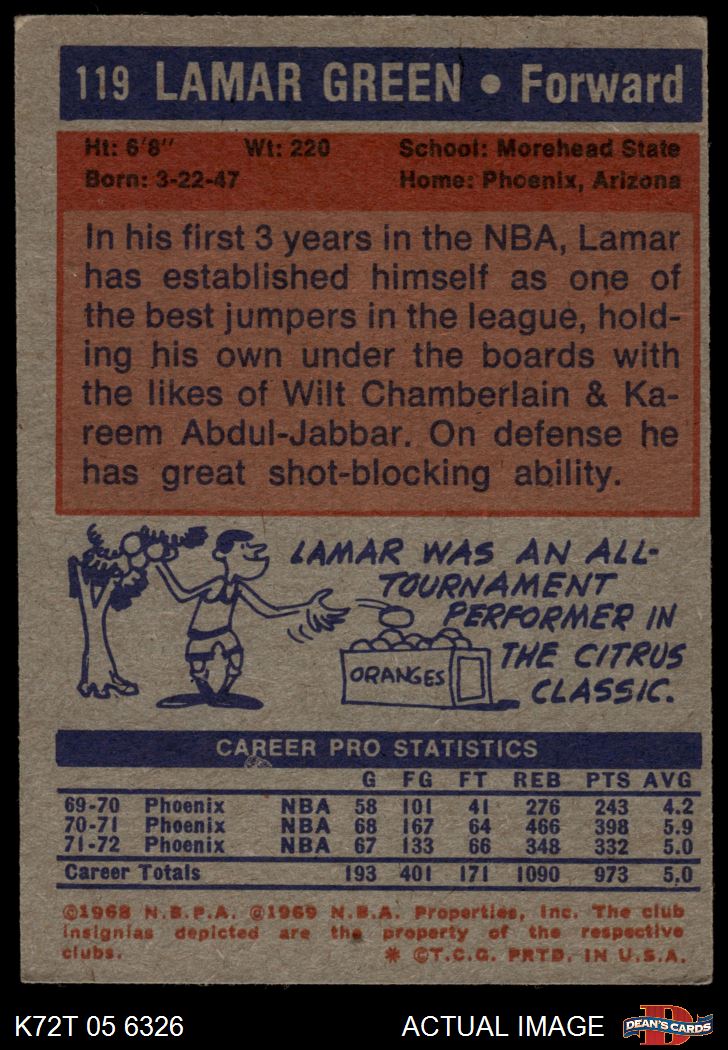 119 LAMAR GREEN • Forward
Ht: 6'8" Wt: 220 School: Morehead State
Born: 3-22-47 Home: Phoenix, Arizona
In his first 3 years in the NBA, Lamar
has established himself as one of
the best jumpers in the league, hold-
ing his own under the boards with
the likes of Wilt Chamberlain & Ka-
reem Abdul-Jabbar. On defense he
has great shot-blocking ability.
LAMAR WAS AN ALL-
TOURNAMENT
PERFORMER IN
THE CITRUS
CLASSIC.
ORANGES
CAREER PRO STATISTICS
G FG FT REB PTS AVG
69-70 Phoenix NBA 58 101 41 276 243 4.2
70-71 Phoenix NBA 68 167 64 466 398 5.9
71-72 Phoenix NBA 67 133 66 348 332 5.0
Career Totals 193 401 171 1090 973 5.0
©1968 N.B.P.A. ©1969 N.B.A. Properties, Inc. The club
insignias depicted are the property of the respective
clubs. * ©T.C.G. PRTD. IN U.S.A.
K72T 05 6326 ACTUAL IMAGE
D
DEAN'S CARDS